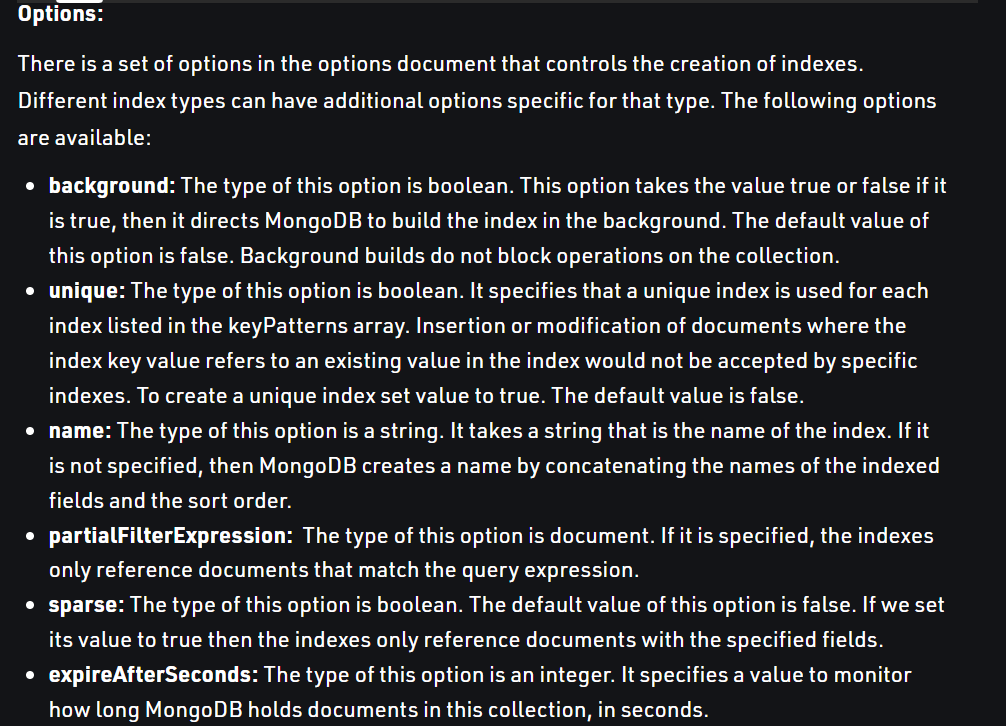 Options:
There is a set of options in the options document that controls the creation of indexes.
Different index types can have additional options specific for that type. The following options
are available:
• background: The type of this option is boolean. This option takes the value true or false if it
is true, then it directs MongoDB to build the index in the background. The default value of
this option is false. Background builds do not block operations on the collection.
• unique: The type of this option is boolean. It specifies that a unique index is used for each
index listed in the keyPatterns array. Insertion or modification of documents where the
index key value refers to an existing value in the index would not be accepted by specific
indexes. To create a unique index set value to true. The default value is false.
• name: The type of this option is a string. It takes a string that is the name of the index. If it
is not specified, then MongoDB creates a name by concatenating the names of the indexed
fields and the sort order.
• partialFilterExpression: The type of this option is document. If it is specified, the indexes
only reference documents that match the query expression.
• sparse: The type of this option is boolean. The default value of this option is false. If we set
its value to true then the indexes only reference documents with the specified fields.
• expireAfterSeconds: The type of this option is an integer. It specifies a value to monitor
how long MongoDB holds documents in this collection, in seconds.